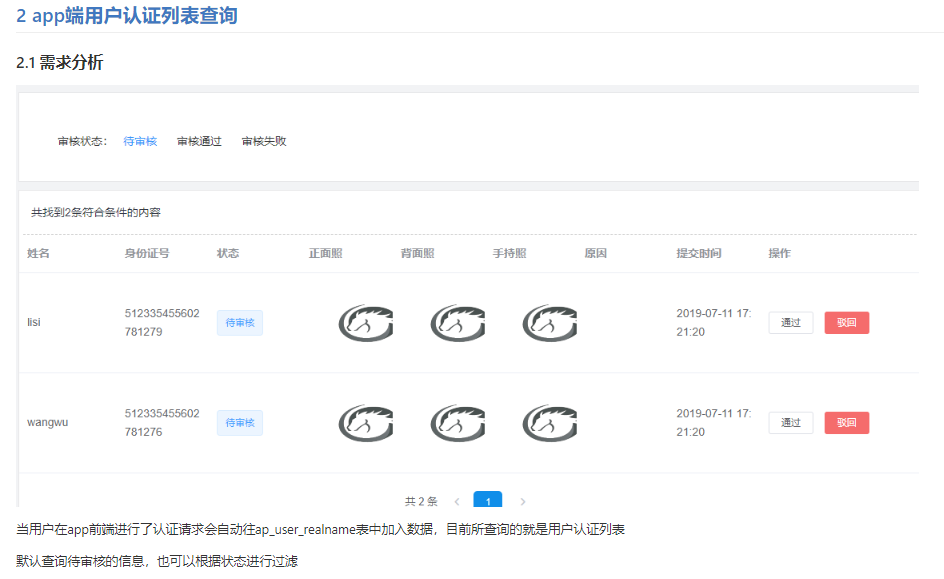 2 app端用户认证列表查询
2.1 需求分析
审核状态： 待审核 审核通过 审核失败
共找到2条符合条件的内容
姓名 身份证号 状态 正面照 背面照 手持照 原因 提交时间 操作
lisi 512335455602 待审核 2019-07-11 17: 通过 驳回
781279 21:20
wangwu 512335455602 待审核 2019-07-11 17: 通过 驳回
781276 21:20
共 2 条 < 1 >
当用户在app前端进行了认证请求会自动往ap_user_realname表中加入数据，目前所查询的就是用户认证列表
默认查询待审核的信息，也可以根据状态进行过滤